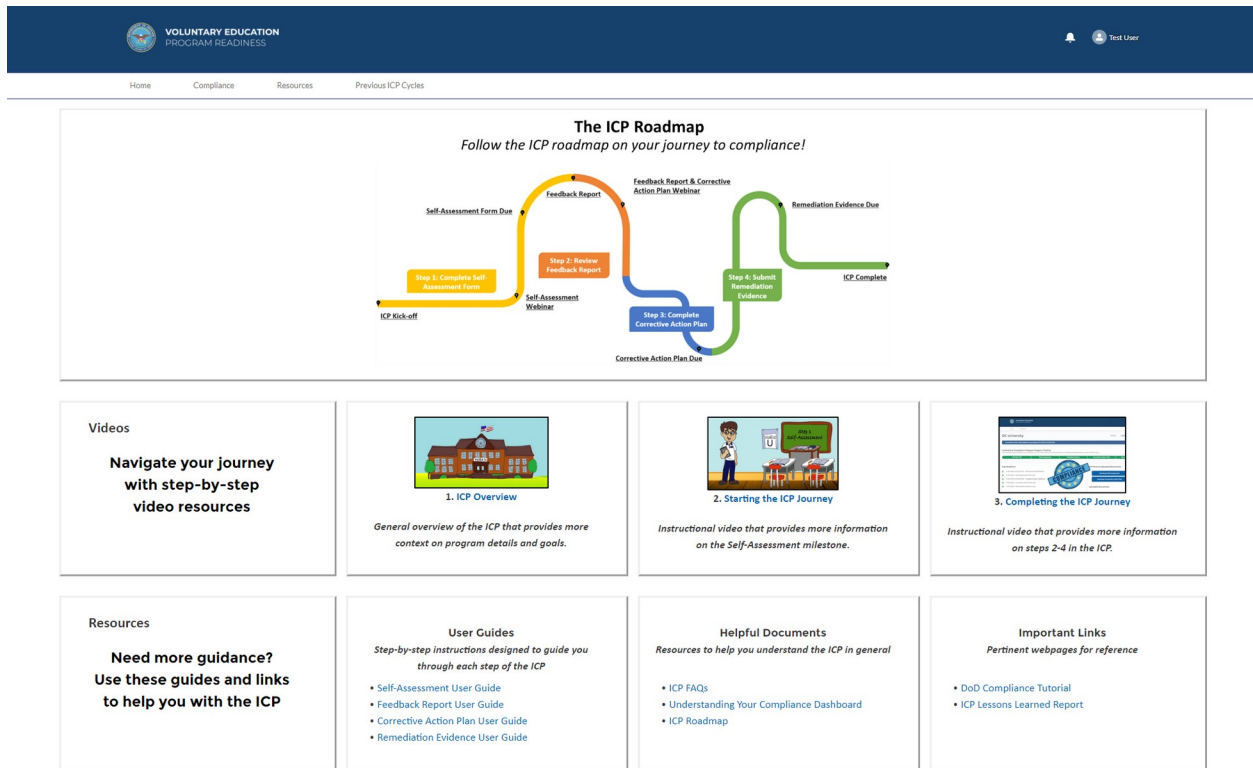 VOLUNTARY EDUCATION
PROGRAM READINESS
Test User
Home Compliance Resources Previous ICP Cycles
The ICP Roadmap
Follow the ICP roadmap on your journey to compliance!
Feedback Report
Feedback Report & Corrective
Action Plan Webinar
Self-Assessment Form Due
Remediation Evidence Due
Step 1: Complete Self-
Assessment Form
Step 2: Review
Feedback Report
Step 4: Submit
Remediation
Evidence
ICP Complete
Self-Assessment
Webinar
ICP Kick-off
Step 3: Complete
Corrective Action Plan
Corrective Action Plan Due
Videos
Navigate your journey
with step-by-step
video resources
1. ICP Overview
General overview of the ICP that provides more
context on program details and goals.
Step 1
Self-Assessment
U
2. Starting the ICP Journey
Instructional video that provides more information
on the Self-Assessment milestone.
COMPLIANCE
3. Completing the ICP Journey
Instructional video that provides more information
on steps 2-4 in the ICP.
Resources
Need more guidance?
Use these guides and links
to help you with the ICP
User Guides
Step-by-step instructions designed to guide you
through each step of the ICP
• Self-Assessment User Guide
• Feedback Report User Guide
• Corrective Action Plan User Guide
• Remediation Evidence User Guide
Helpful Documents
Resources to help you understand the ICP in general
• ICP FAQs
• Understanding Your Compliance Dashboard
• ICP Roadmap
Important Links
Pertinent webpages for reference
• DoD Compliance Tutorial
• ICP Lessons Learned Report